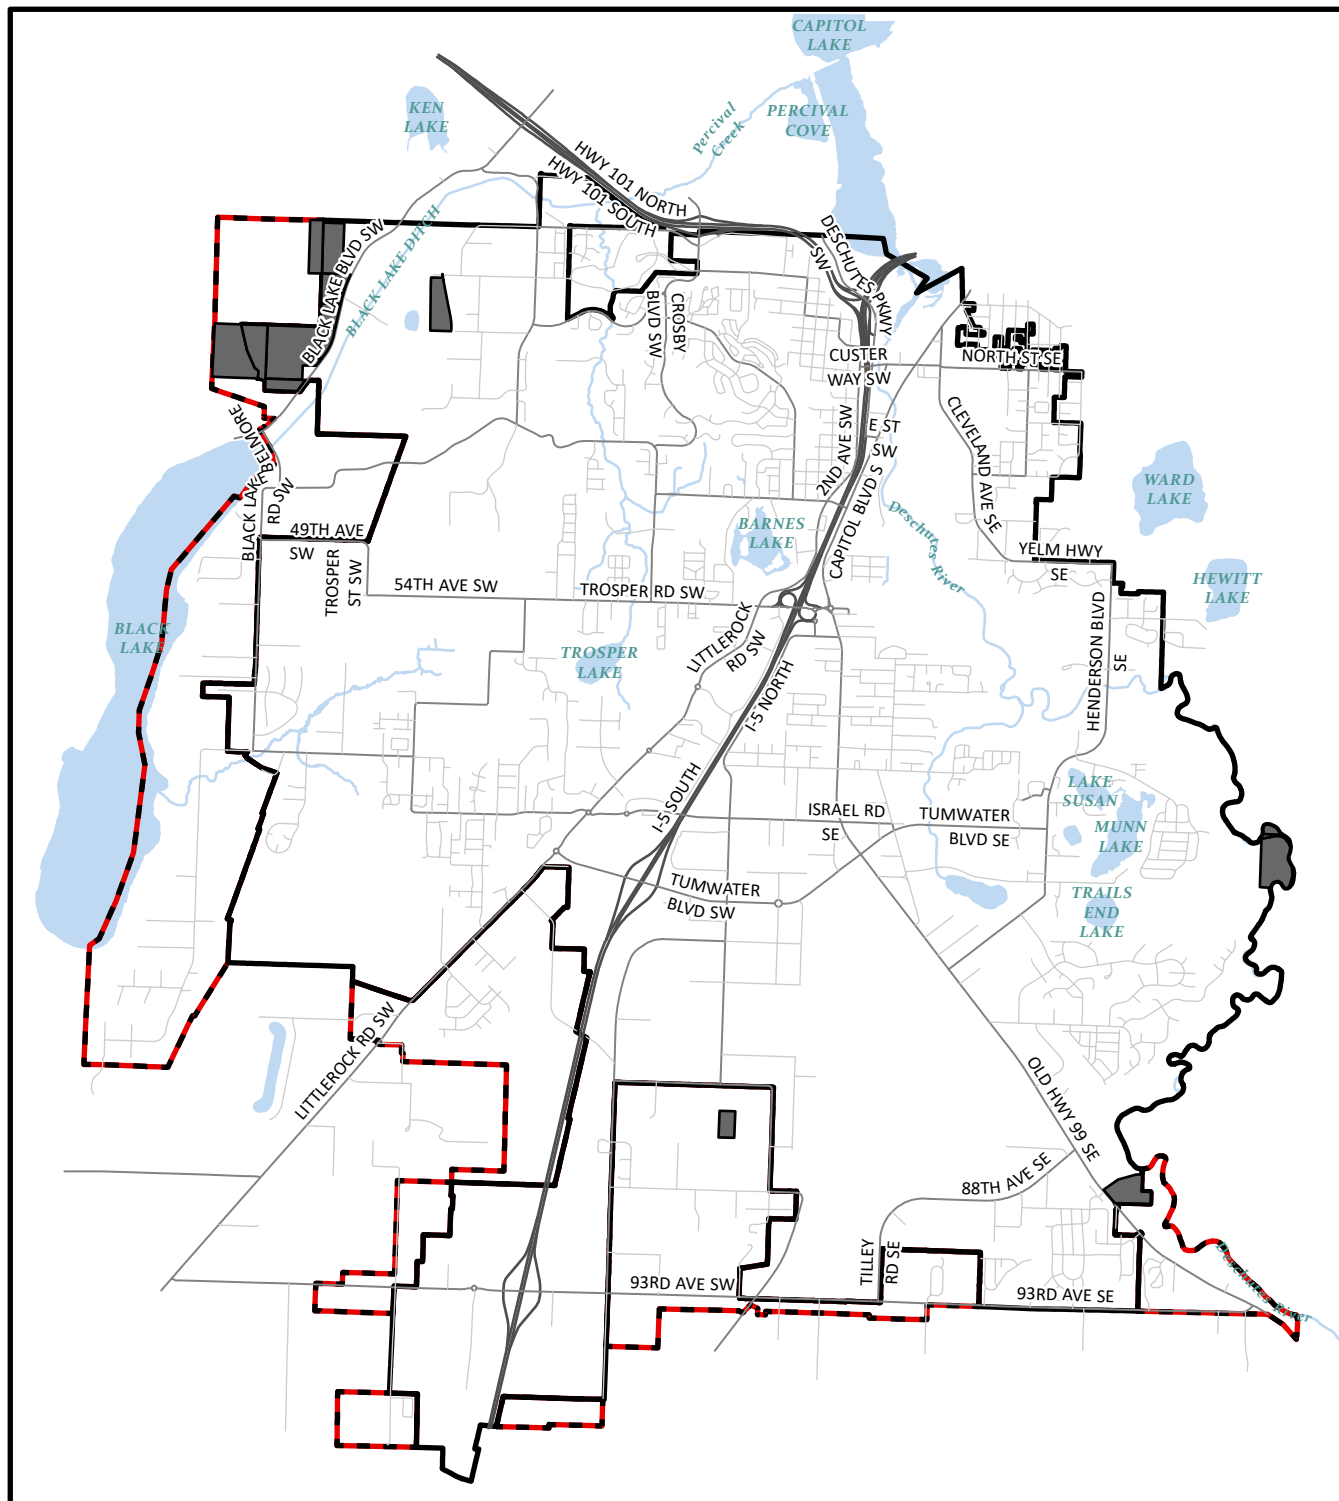 CAPITOL
LAKE
KEN
LAKE
Percival
Creek
PERCIVAL
COVE
HWY 101 NORTH
HWY 101 SOUTH
BLACK LAKE BLVD SW
BLACK LAKE DITCH
DESCHUTES PKWY
SW
CROSBY
BLVD SW
CUSTER
WAY SW
NORTH ST SE
2ND AVE SW
E ST
SW
CLEVELAND AVE SE
BLACK LAKE BELMORE
RD SW
CAPITOL BLVD S
WARD
LAKE
BARNES
LAKE
Deschutes River
49TH AVE
SW
TROSPER
ST SW
54TH AVE SW
TROSPER RD SW
YELM HWY
SE
HEWITT
LAKE
BLACK
LAKE
TROSPER
LAKE
LITTLEROCK
RD SW
I-5 NORTH
HENDERSON BLVD
SE
I-5 SOUTH
LAKE
SUSAN
MUNN
LAKE
ISRAEL RD
SE
TUMWATER
BLVD SE
TUMWATER
BLVD SW
TRAILS
END
LAKE
LITTLEROCK RD SW
OLD HWY 99 SE
88TH AVE SE
TILLEY
RD SE
93RD AVE SW
93RD AVE SE
Deschutes River